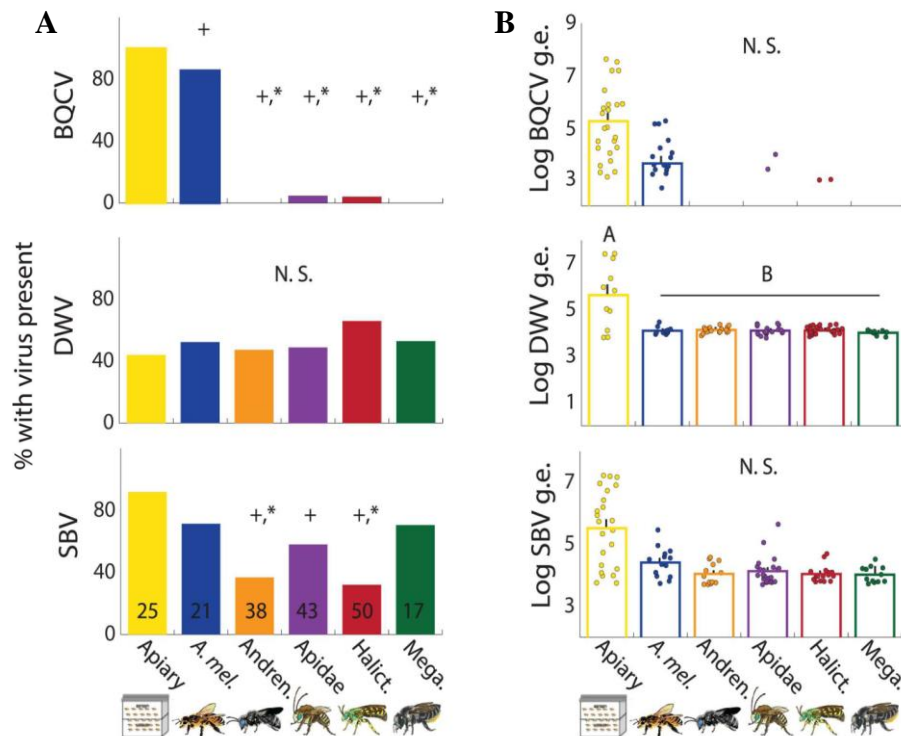 A
% with virus present
BQCV
80
40
0
+
+,*
+,*
+,*
+,*
DWV
80
40
0
N. S.
SBV
80
40
0
+,*
+
+,*
25
21
38
43
50
17
Apiary
A. mel.
Andren.
Apidae
Halict.
Mega.
B
Log BQCV g.e.
9
7
5
3
N. S.
Log DWV g.e.
7
5
3
1
A
B
Log SBV g.e.
7
5
3
N. S.
Apiary
A. mel.
Andren.
Apidae
Halict.
Mega.